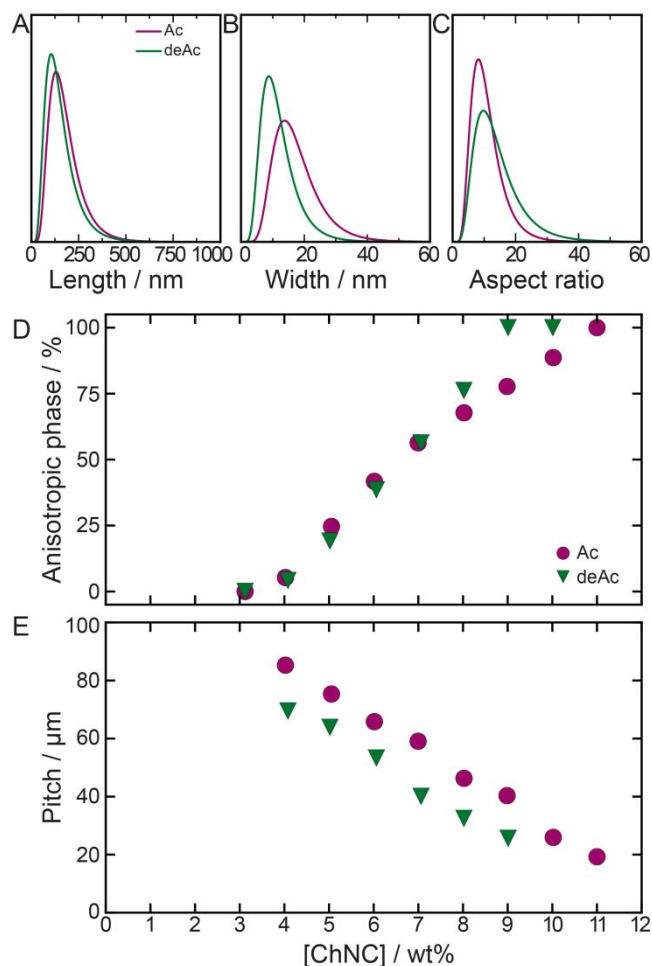 A
Ac
deAc
B
C
0 250 500 750 1000
0 20 40 60
0 20 40 60
Length / nm
Width / nm
Aspect ratio
D
100
75
50
25
0
Anisotropic phase / %
Ac
deAc
E
100
80
60
40
20
0
Pitch / µm
0 1 2 3 4 5 6 7 8 9 10 11 12
[ChNC] / wt%